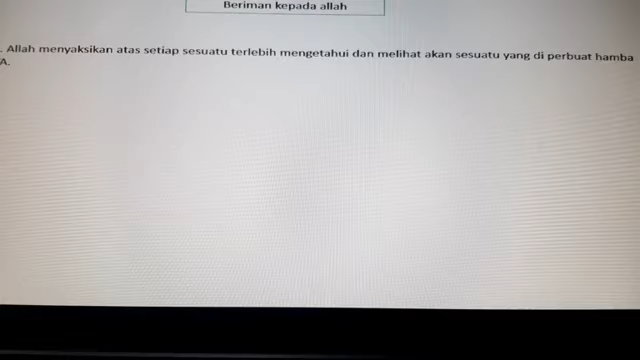 Beriman kepada allah
. Allah menyaksikan atas setiap sesuatu terlebih mengetahui dan melihat akan sesuatu yang di perbuat hamba
A.